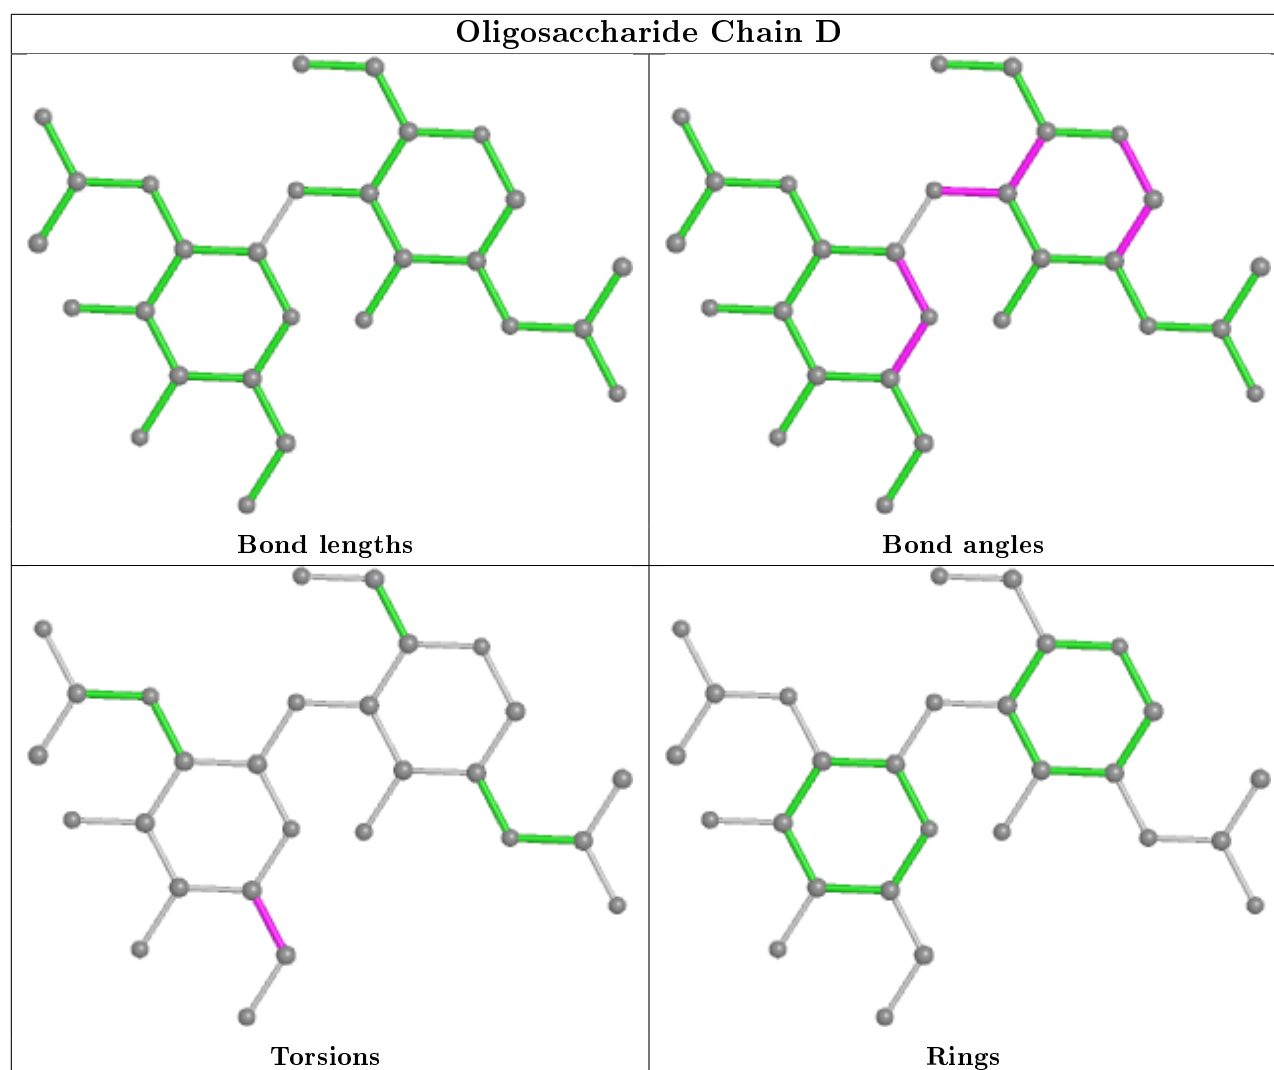 Oligosaccharide Chain D
Bond lengths
Bond angles
Torsions
Rings